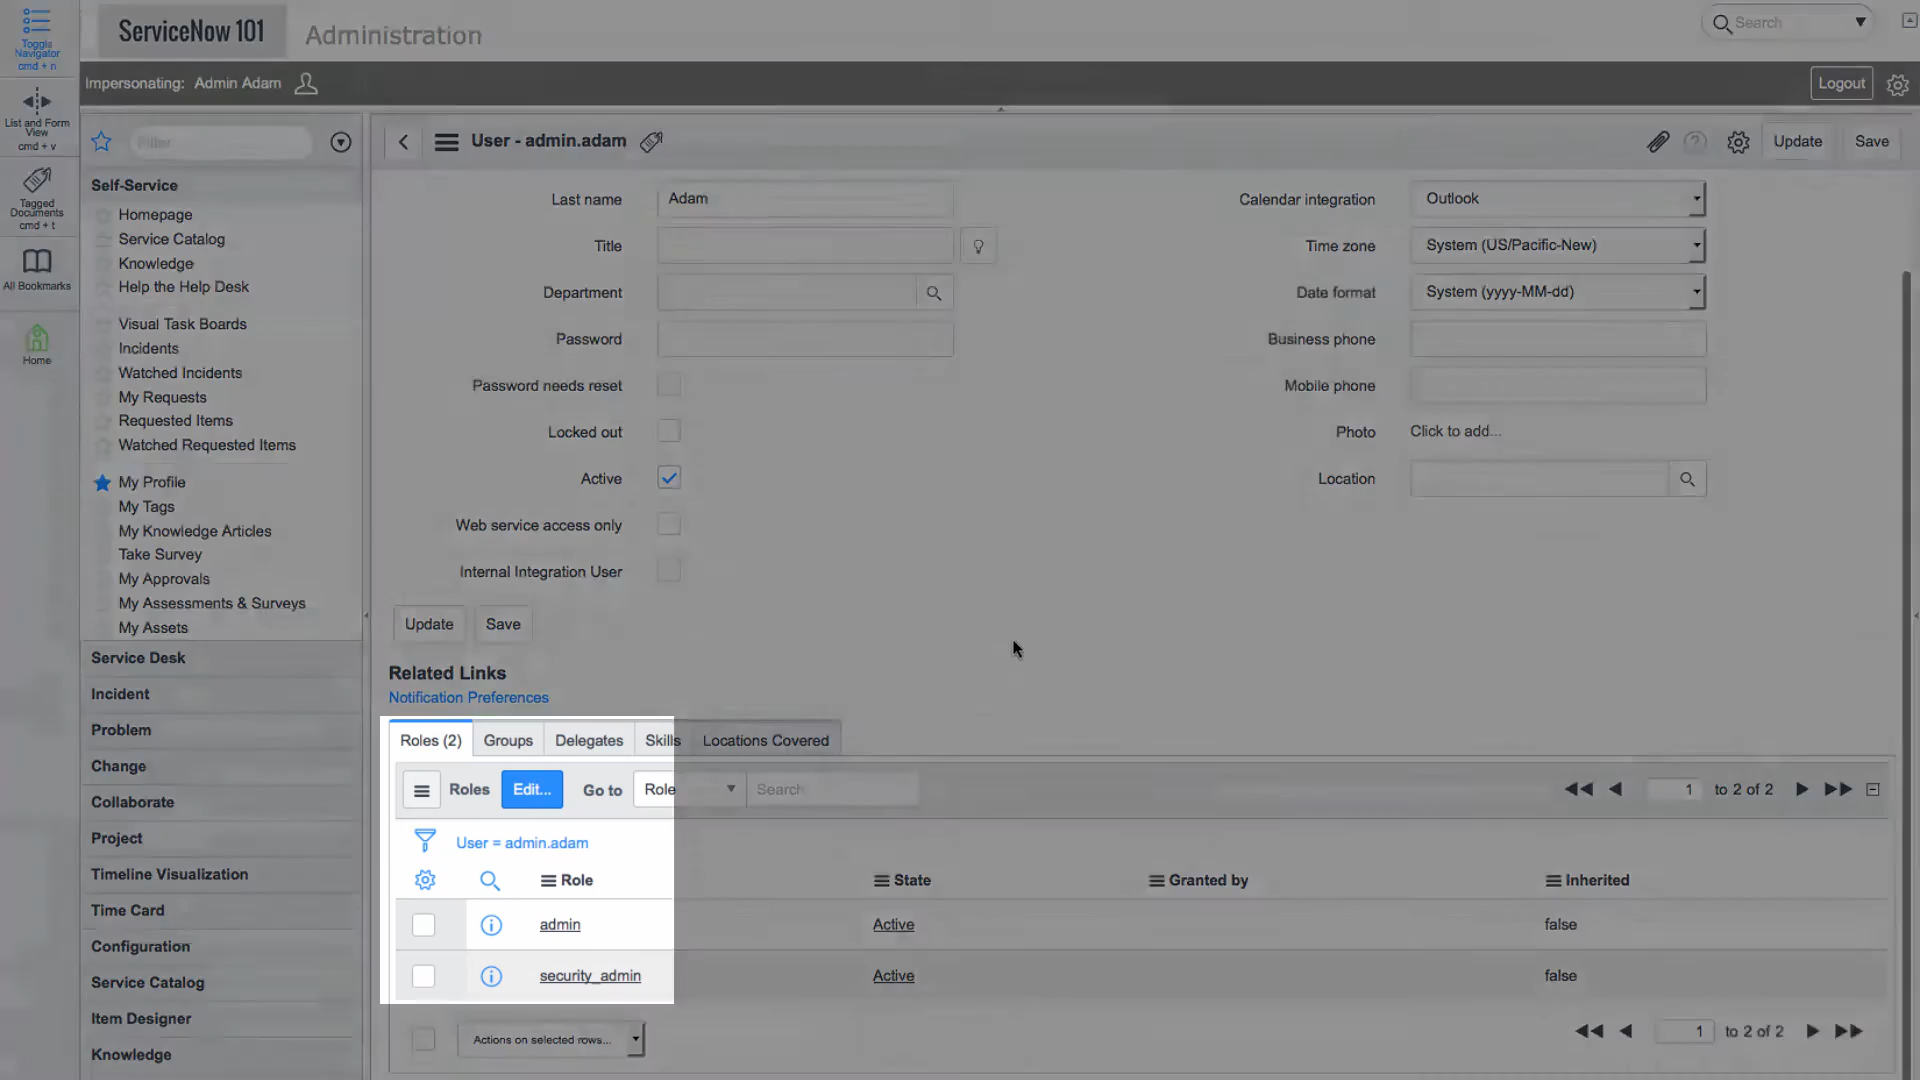 Toggle
Navigator
cmd + n
List and Form
View
cmd + v
Tagged
Documents
cmd + t
All Bookmarks
Home
ServiceNow 101
Administration
Search
Impersonating: Admin Adam
Logout
Filter
Self-Service
Homepage
Service Catalog
Knowledge
Help the Help Desk
Visual Task Boards
Incidents
Watched Incidents
My Requests
Requested Items
Watched Requested Items
My Profile
My Tags
My Knowledge Articles
Take Survey
My Approvals
My Assessments & Surveys
My Assets
Service Desk
Incident
Problem
Change
Collaborate
Project
Timeline Visualization
Time Card
Configuration
Service Catalog
Item Designer
Knowledge
User - admin.adam
Update
Save
Last name Adam
Title
Department
Password
Password needs reset
Locked out
Active
Web service access only
Internal Integration User
Calendar integration Outlook
Time zone System (US/Pacific-New)
Date format System (yyyy-MM-dd)
Business phone
Mobile phone
Photo Click to add...
Location
Update Save
Related Links
Notification Preferences
Roles (2) Groups Delegates Skills Locations Covered
Roles Edit... Go to Role Search 1 to 2 of 2
User = admin.adam
Role State Granted by Inherited
admin Active false
security_admin Active false
Actions on selected rows... 1 to 2 of 2